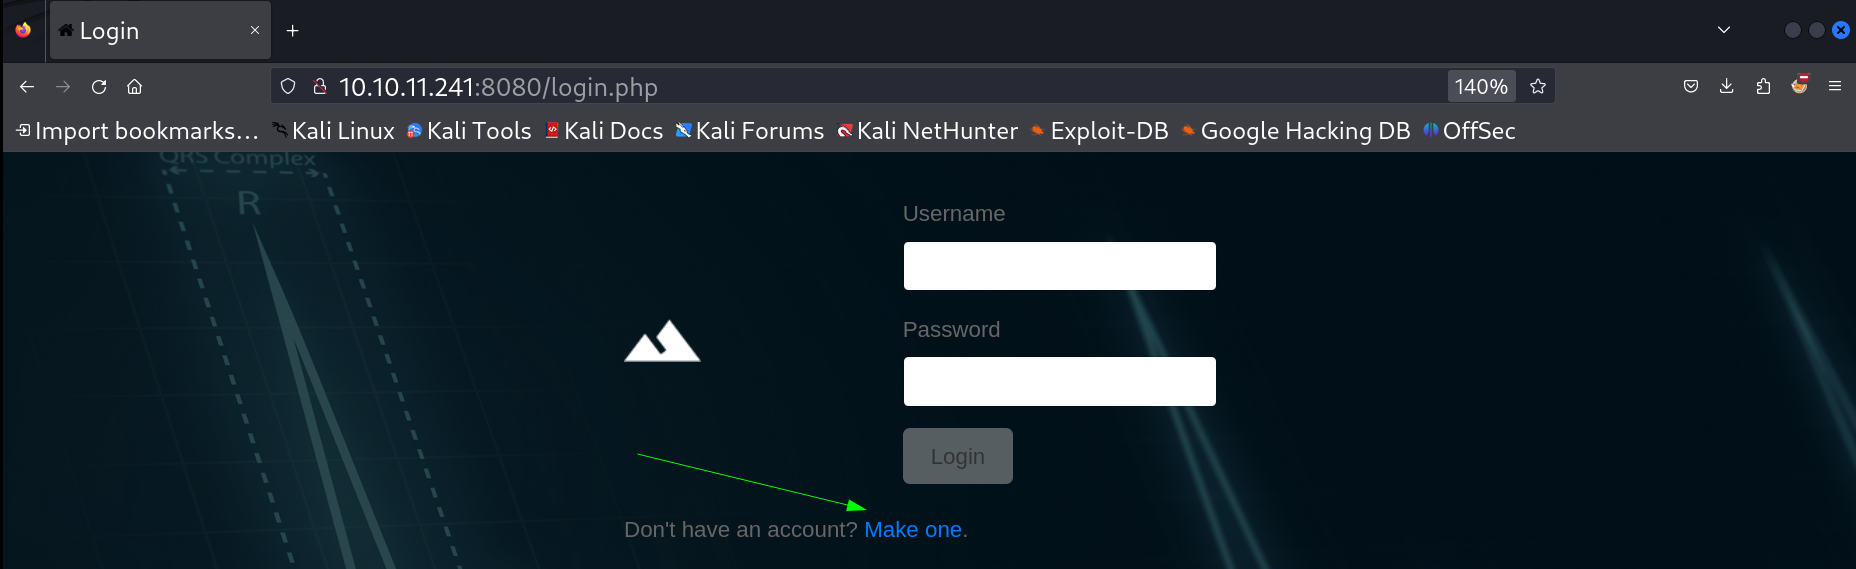 Login
10.10.11.241:8080/login.php
140%
Import bookmarks...
Kali Linux
Kali Tools
Kali Docs
Kali Forums
Kali NetHunter
Exploit-DB
Google Hacking DB
OffSec
QRS Complex
R
Username
Password
Login
Don't have an account? Make one.